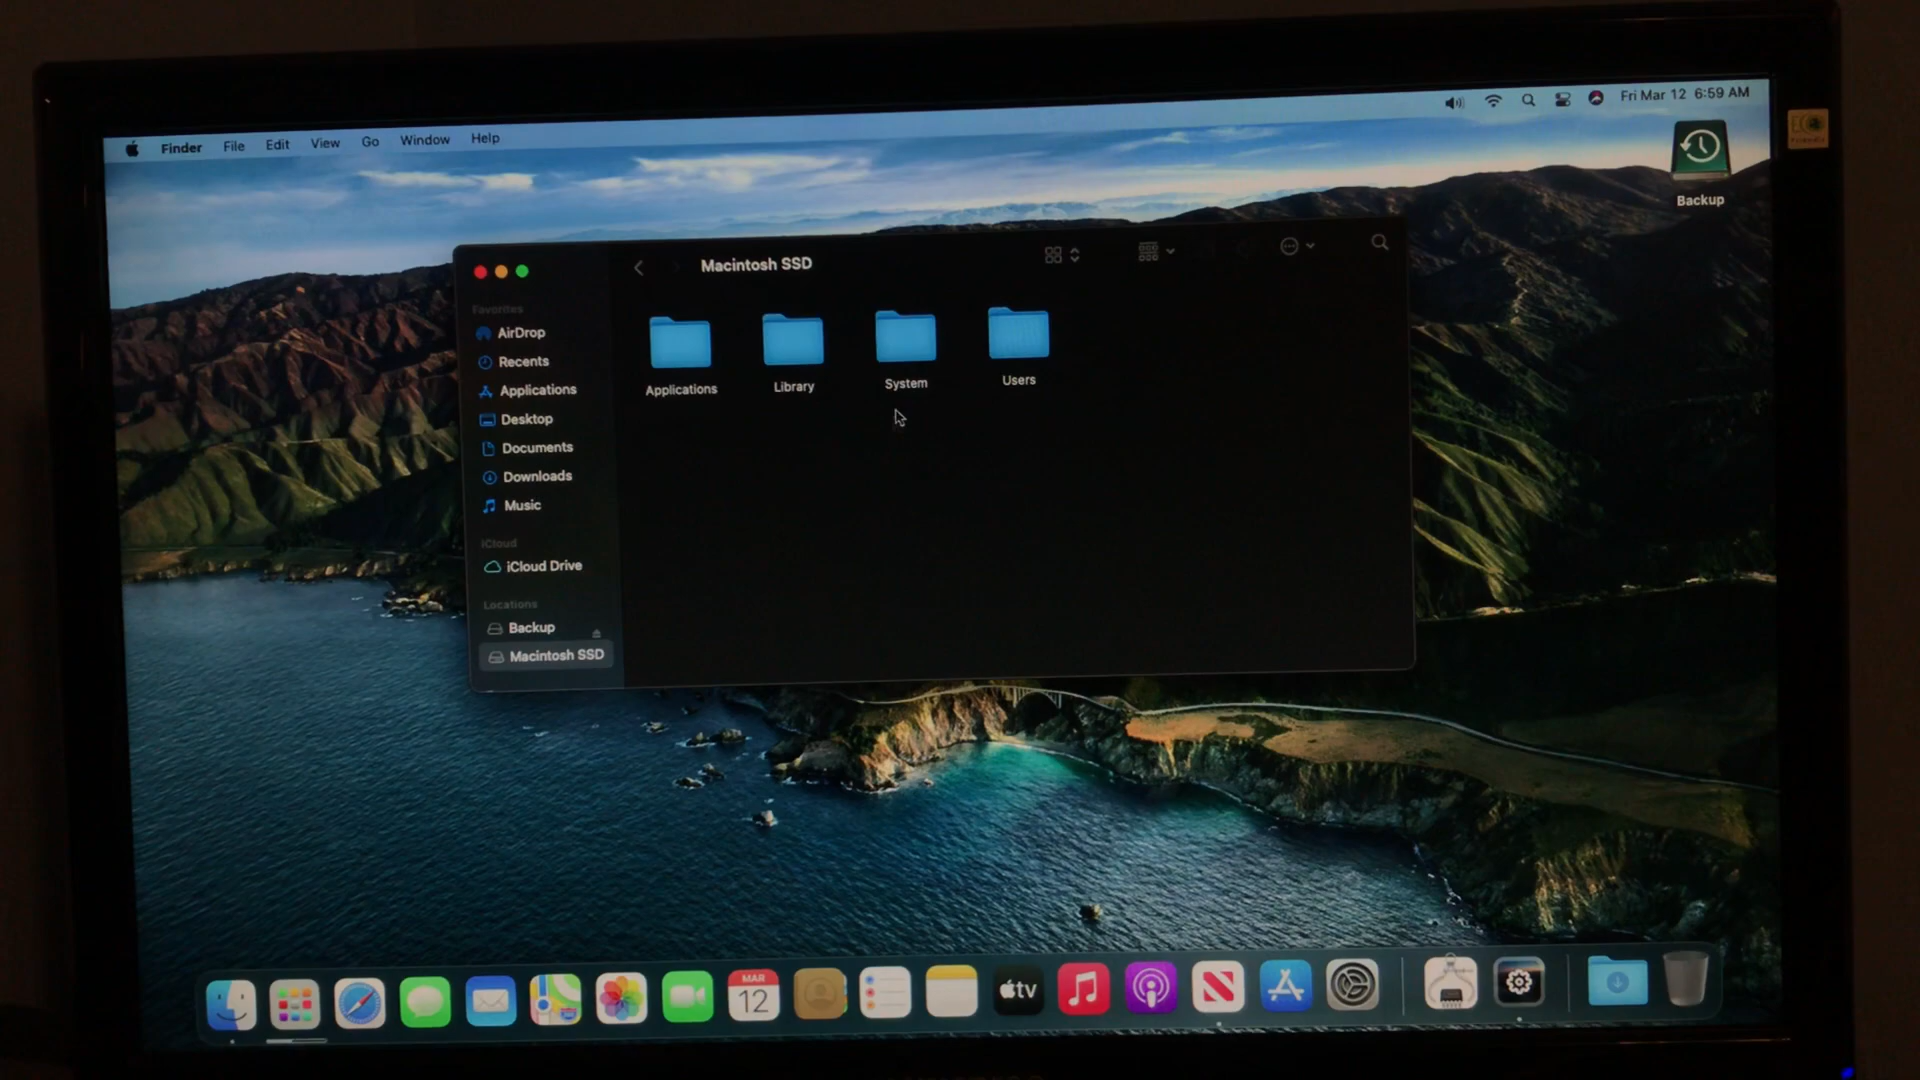 Finder File Edit View Go Window Help
Fri Mar 12 6:59 AM
Backup
Macintosh SSD
Favorites
AirDrop
Recents
Applications
Desktop
Documents
Downloads
Music
iCloud
iCloud Drive
Locations
Backup
Macintosh SSD
Applications Library System Users
MAR
12
tv